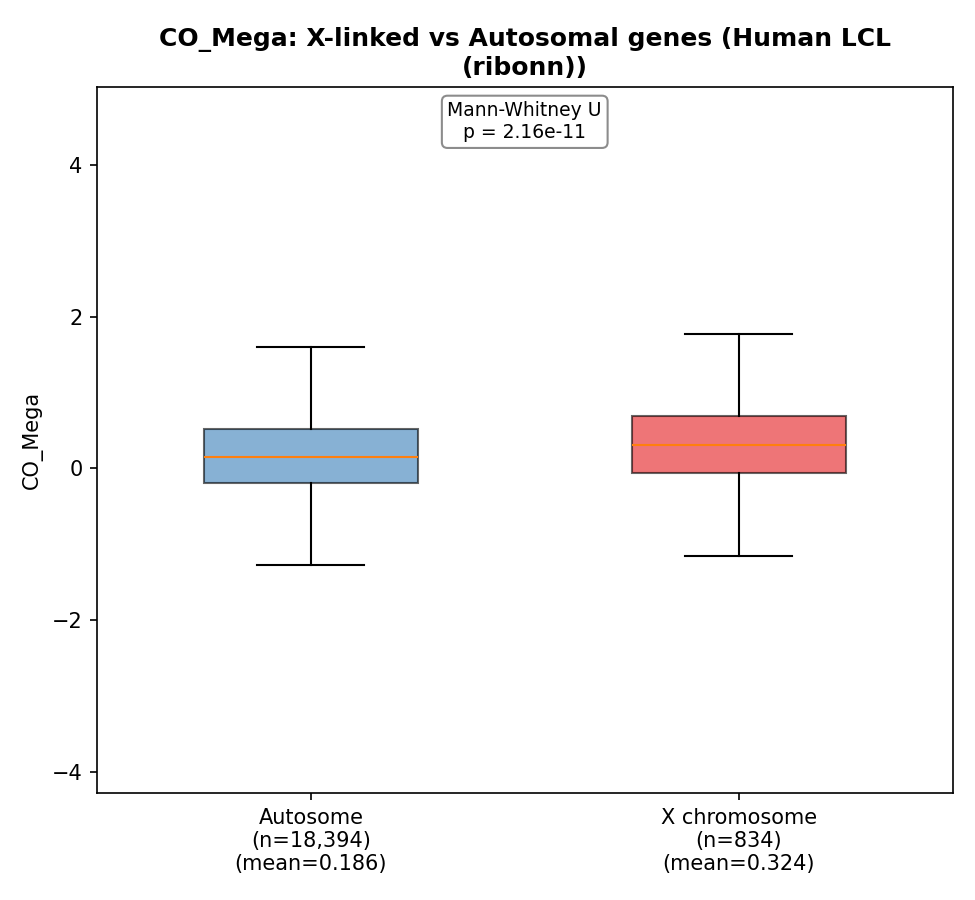 CO_Mega: X-linked vs Autosomal genes (Human LCL
(ribonn))
Mann-Whitney U
p = 2.16e-11
4
2
0
−2
−4
CO_Mega
Autosome
(n=18,394)
(mean=0.186)
X chromosome
(n=834)
(mean=0.324)